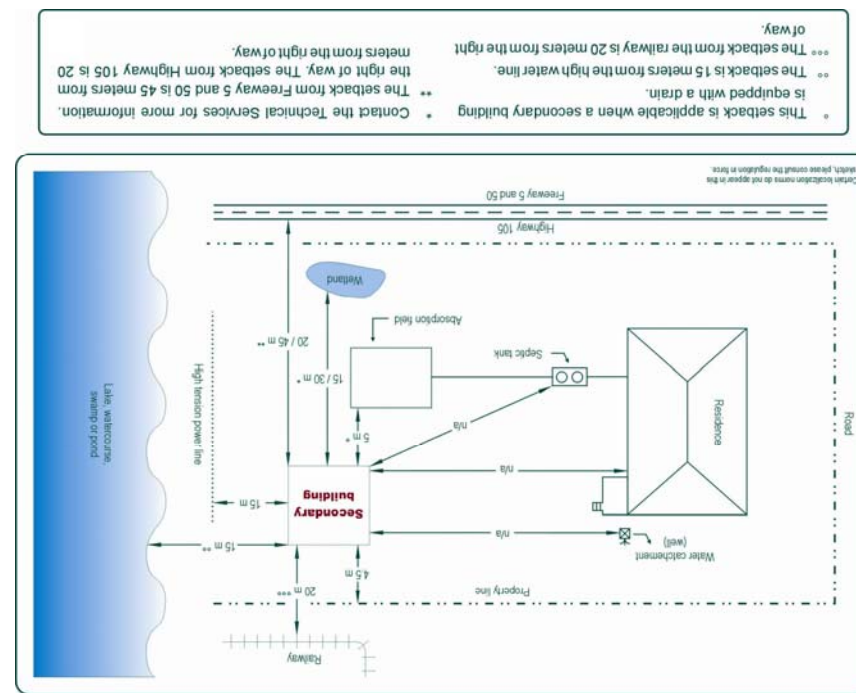 Railway
20 m °°°
Property line
4.5 m
15 m °°
Water catchement
(well)
n/a
Secondary
building
15 m
n/a
Residence
Road
n/a
5 m °
Lake, watercourse,
swamp or pond
High tension power line
Septic tank
15 / 30 m *
20 / 45 m **
Absorption field
Wetland
Highway 105
Freeway 5 and 50
Certain localization norms do not appear in this
sketch, please consult the regulation in force.
° This setback is applicable when a secondary building
is equipped with a drain.
°° The setback is 15 meters from the high water line.
°°° The setback from the railway is 20 meters from the right
of way.
* Contact the Technical Services for more information.
** The setback from Freeway 5 and 50 is 45 meters from
the right of way. The setback from Highway 105 is 20
meters from the right of way.